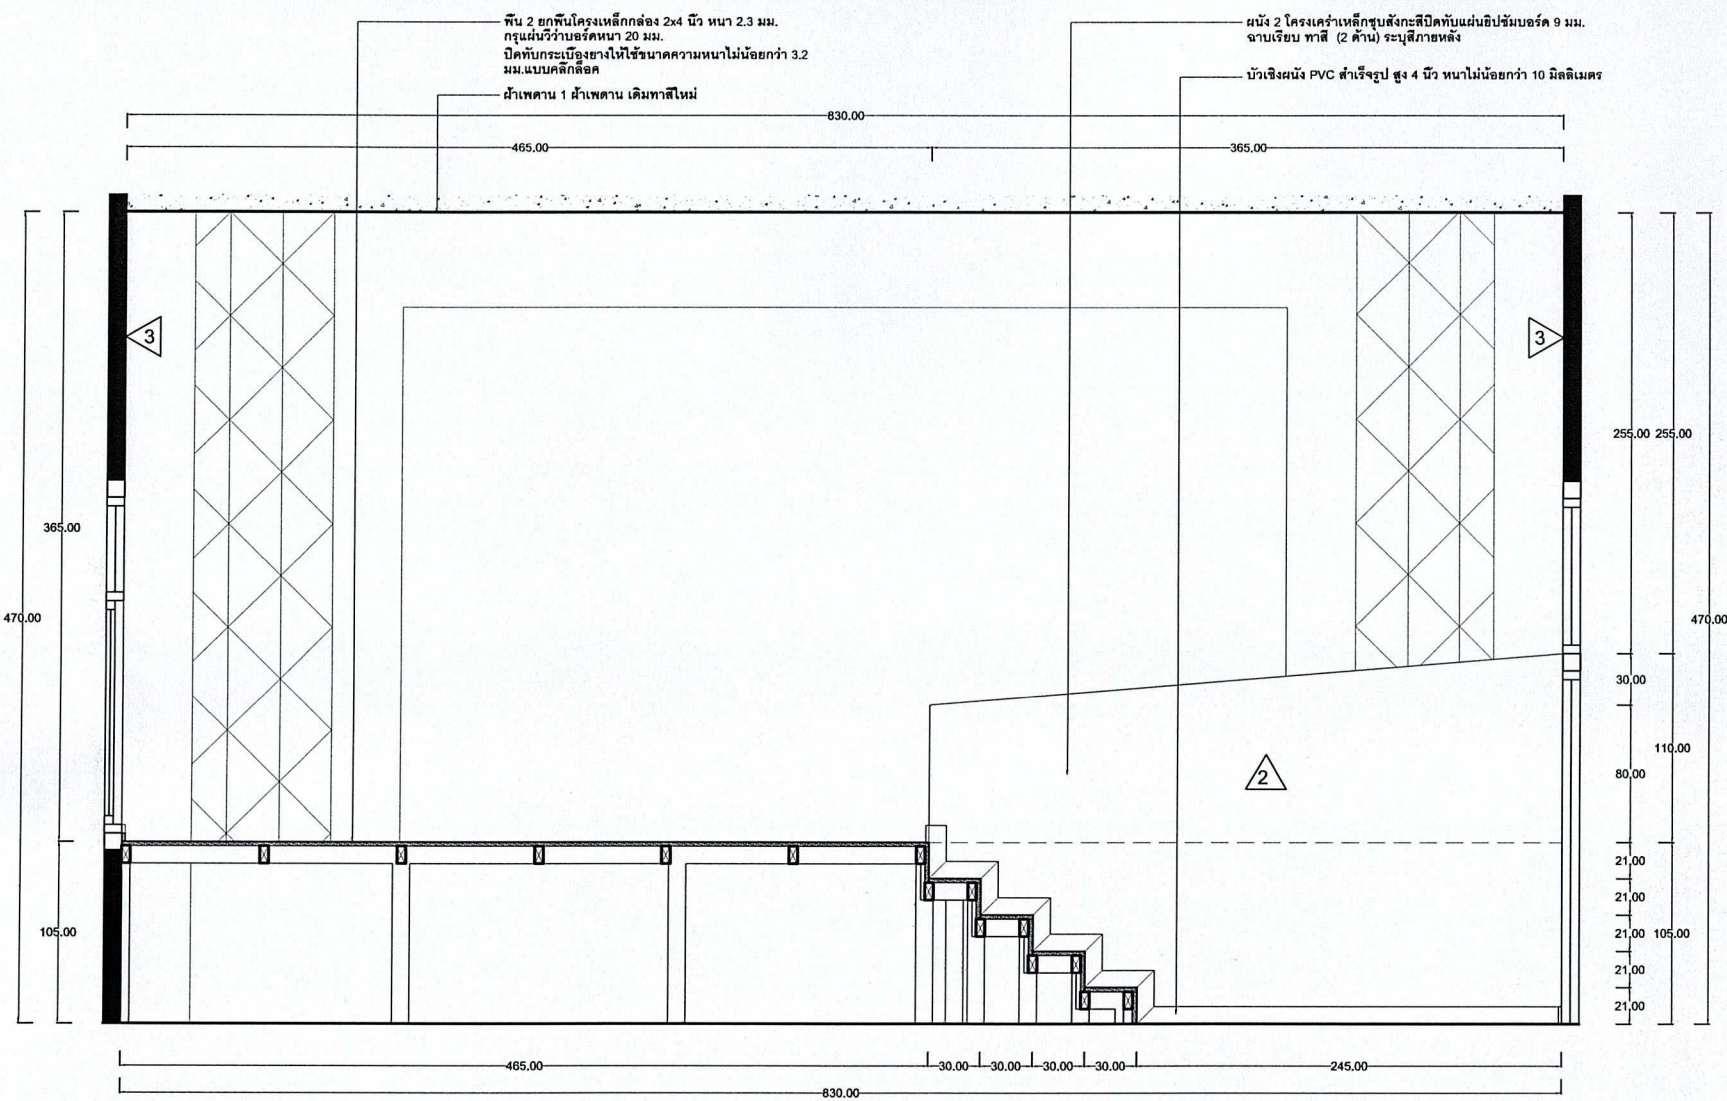 พื้น 2 ยกพื้นโครงเหล็กกล่อง 2x4 นิ้ว หนา 2.3 มม.
กรุแผ่นวีว่าบอร์ดหนา 20 มม.
ปิดทับกระเบื้องยางให้ใช้ขนาดความหนาไม่น้อยกว่า 3.2
มม.แบบคลิกล็อค
ฝ้าเพดาน 1 ฝ้าเพดาน เดิมทาสีใหม่
ผนัง 2 โครงเคร่าเหล็กชุบสังกะสีปิดทับแผ่นยิปซัมบอร์ด 9 มม.
ฉาบเรียบ ทาสี (2 ด้าน) ระบุสีภายหลัง
บัวเชิงผนัง PVC สำเร็จรูป สูง 4 นิ้ว หนาไม่น้อยกว่า 10 มิลลิเมตร
830.00
465.00 365.00
3 3
255.00 255.00
365.00
470.00 470.00
30.00
110.00
80.00
2
21.00
21.00
105.00 21.00 105.00
21.00
21.00
465.00 30.00 30.00 30.00 30.00 245.00
830.00